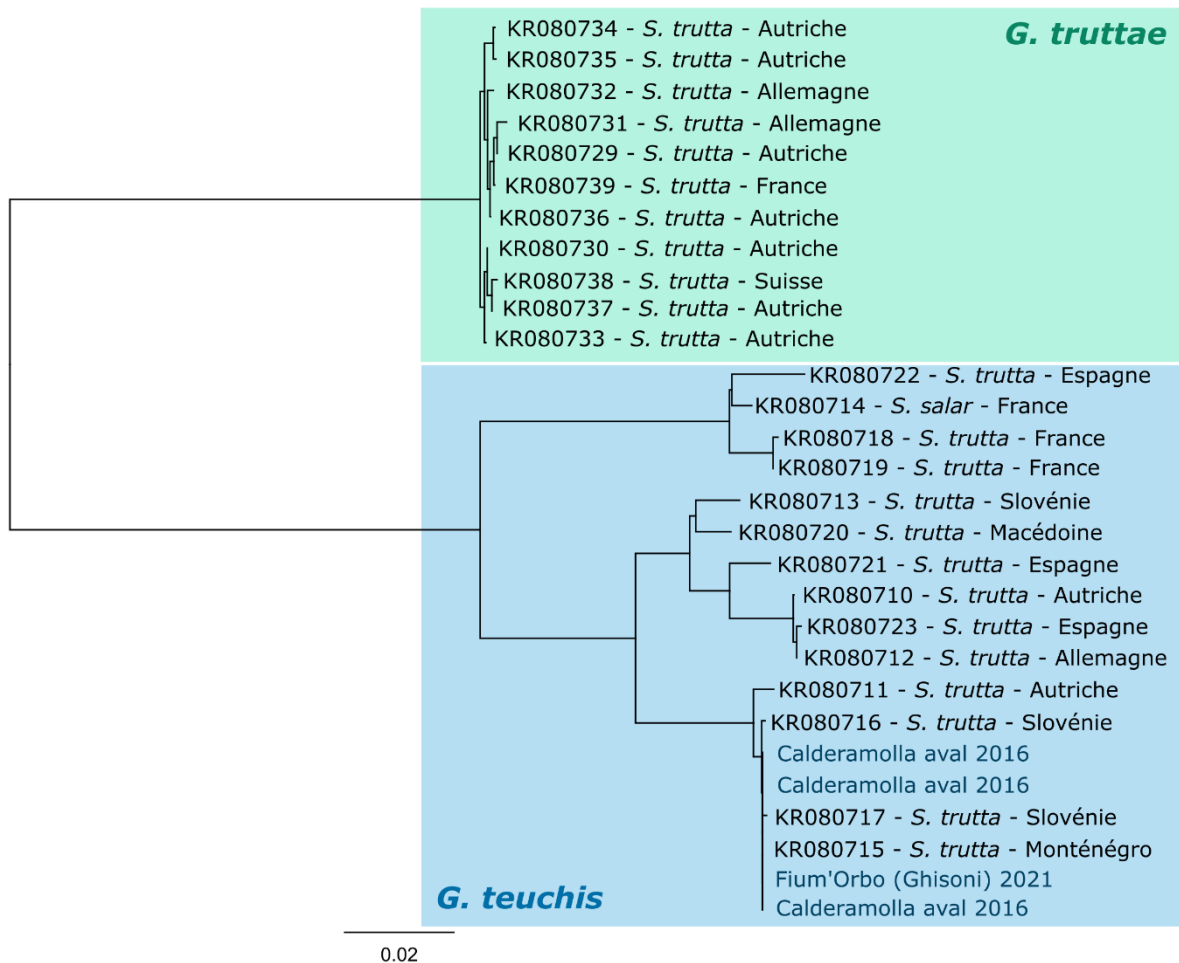 KR080734 - S. trutta - Autriche
G. truttae
KR080735 - S. trutta - Autriche
KR080732 - S. trutta - Allemagne
KR080731 - S. trutta - Allemagne
KR080729 - S. trutta - Autriche
KR080739 - S. trutta - France
KR080736 - S. trutta - Autriche
KR080730 - S. trutta - Autriche
KR080738 - S. trutta - Suisse
KR080737 - S. trutta - Autriche
KR080733 - S. trutta - Autriche
KR080722 - S. trutta - Espagne
KR080714 - S. salar - France
KR080718 - S. trutta - France
KR080719 - S. trutta - France
KR080713 - S. trutta - Slovénie
KR080720 - S. trutta - Macédoine
KR080721 - S. trutta - Espagne
KR080710 - S. trutta - Autriche
KR080723 - S. trutta - Espagne
KR080712 - S. trutta - Allemagne
KR080711 - S. trutta - Autriche
KR080716 - S. trutta - Slovénie
Calderamolla aval 2016
Calderamolla aval 2016
KR080717 - S. trutta - Slovénie
KR080715 - S. trutta - Monténégro
Fium'Orbo (Ghisoni) 2021
G. teuchis
Calderamolla aval 2016
0.02